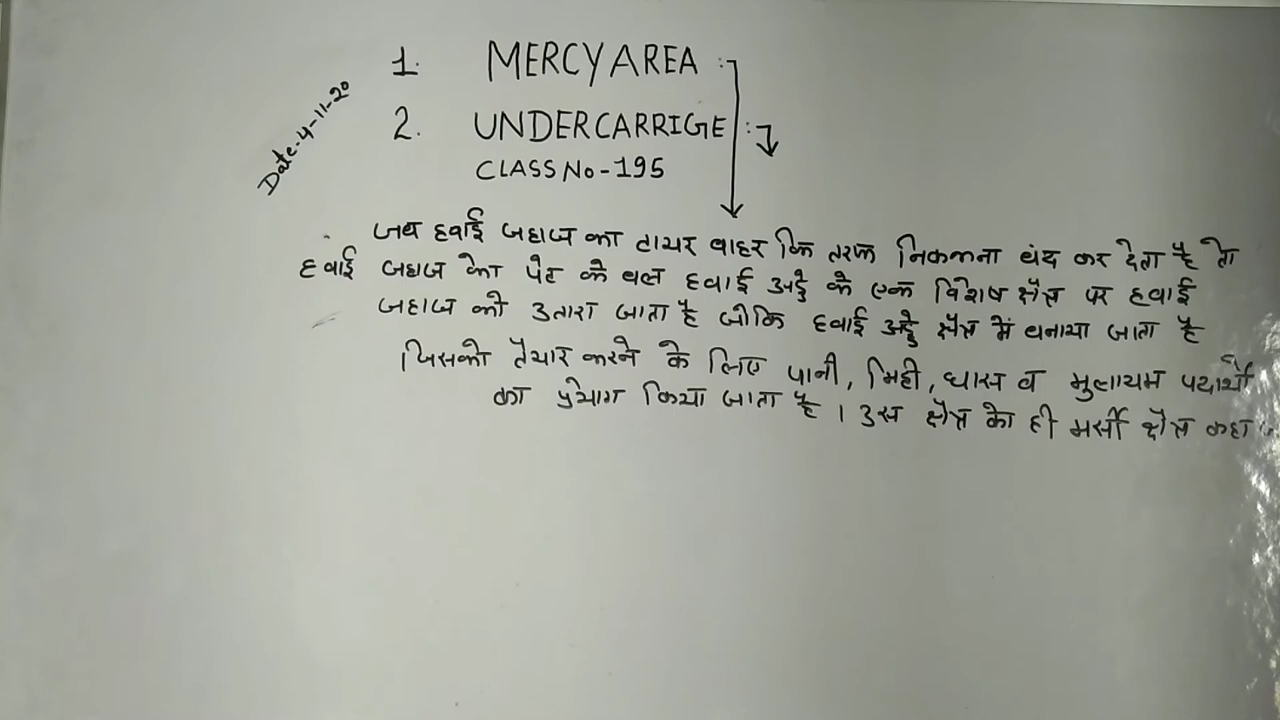 Date-4-11-20
1. MERCY AREA :-
2. UNDERCARRIGE :-
CLASS No - 195
जब हवाई जहाज का टायर बाहर कि तरफ निकलना बंद कर देता है तो
हवाई जहाज को पेट के बल हवाई अड्डे के एक विशेष क्षेत्र पर हवाई
जहाज को उतारा जाता है जोकि हवाई अड्डे क्षेत्र में बनाया जाता है
जिसको तैयार करने के लिए पानी, मिट्टी, घास व मुलायम पदार्थों
का प्रयोग किया जाता है । उस क्षेत्र को ही मर्सी क्षेत्र कहा